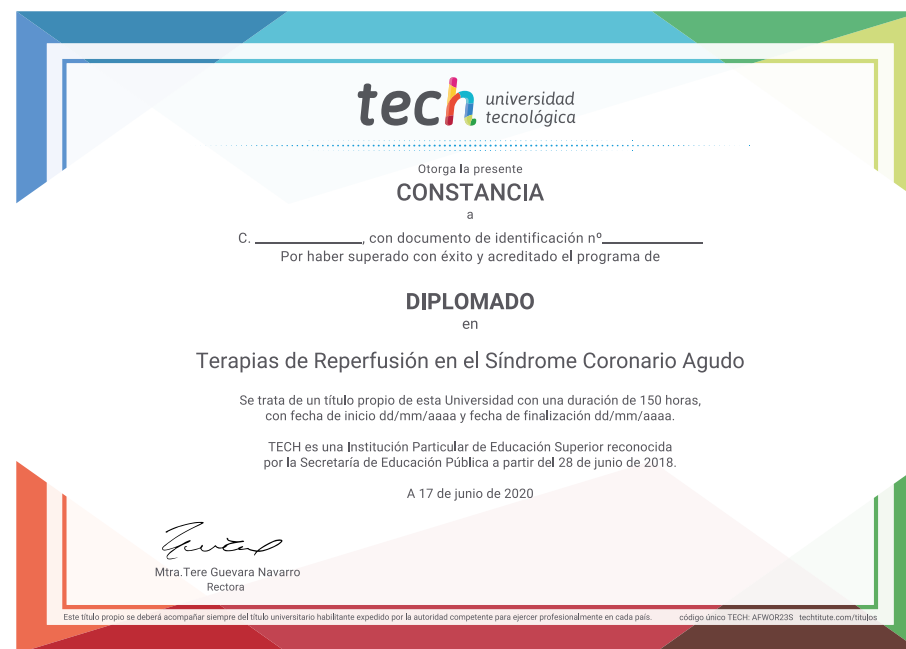 tech universidad
tecnológica
Otorga la presente
CONSTANCIA
a
C. ____________, con documento de identificación nº____________
Por haber superado con éxito y acreditado el programa de
DIPLOMADO
en
Terapias de Reperfusión en el Síndrome Coronario Agudo
Se trata de un título propio de esta Universidad con una duración de 150 horas,
con fecha de inicio dd/mm/aaaa y fecha de finalización dd/mm/aaaa.
TECH es una Institución Particular de Educación Superior reconocida
por la Secretaría de Educación Pública a partir del 28 de junio de 2018.
A 17 de junio de 2020
Mtra.Tere Guevara Navarro
Rectora
Este título propio se deberá acompañar siempre del título universitario habilitante expedido por la autoridad competente para ejercer profesionalmente en cada país. código único TECH: AFWOR23S techtitute.com/titulos